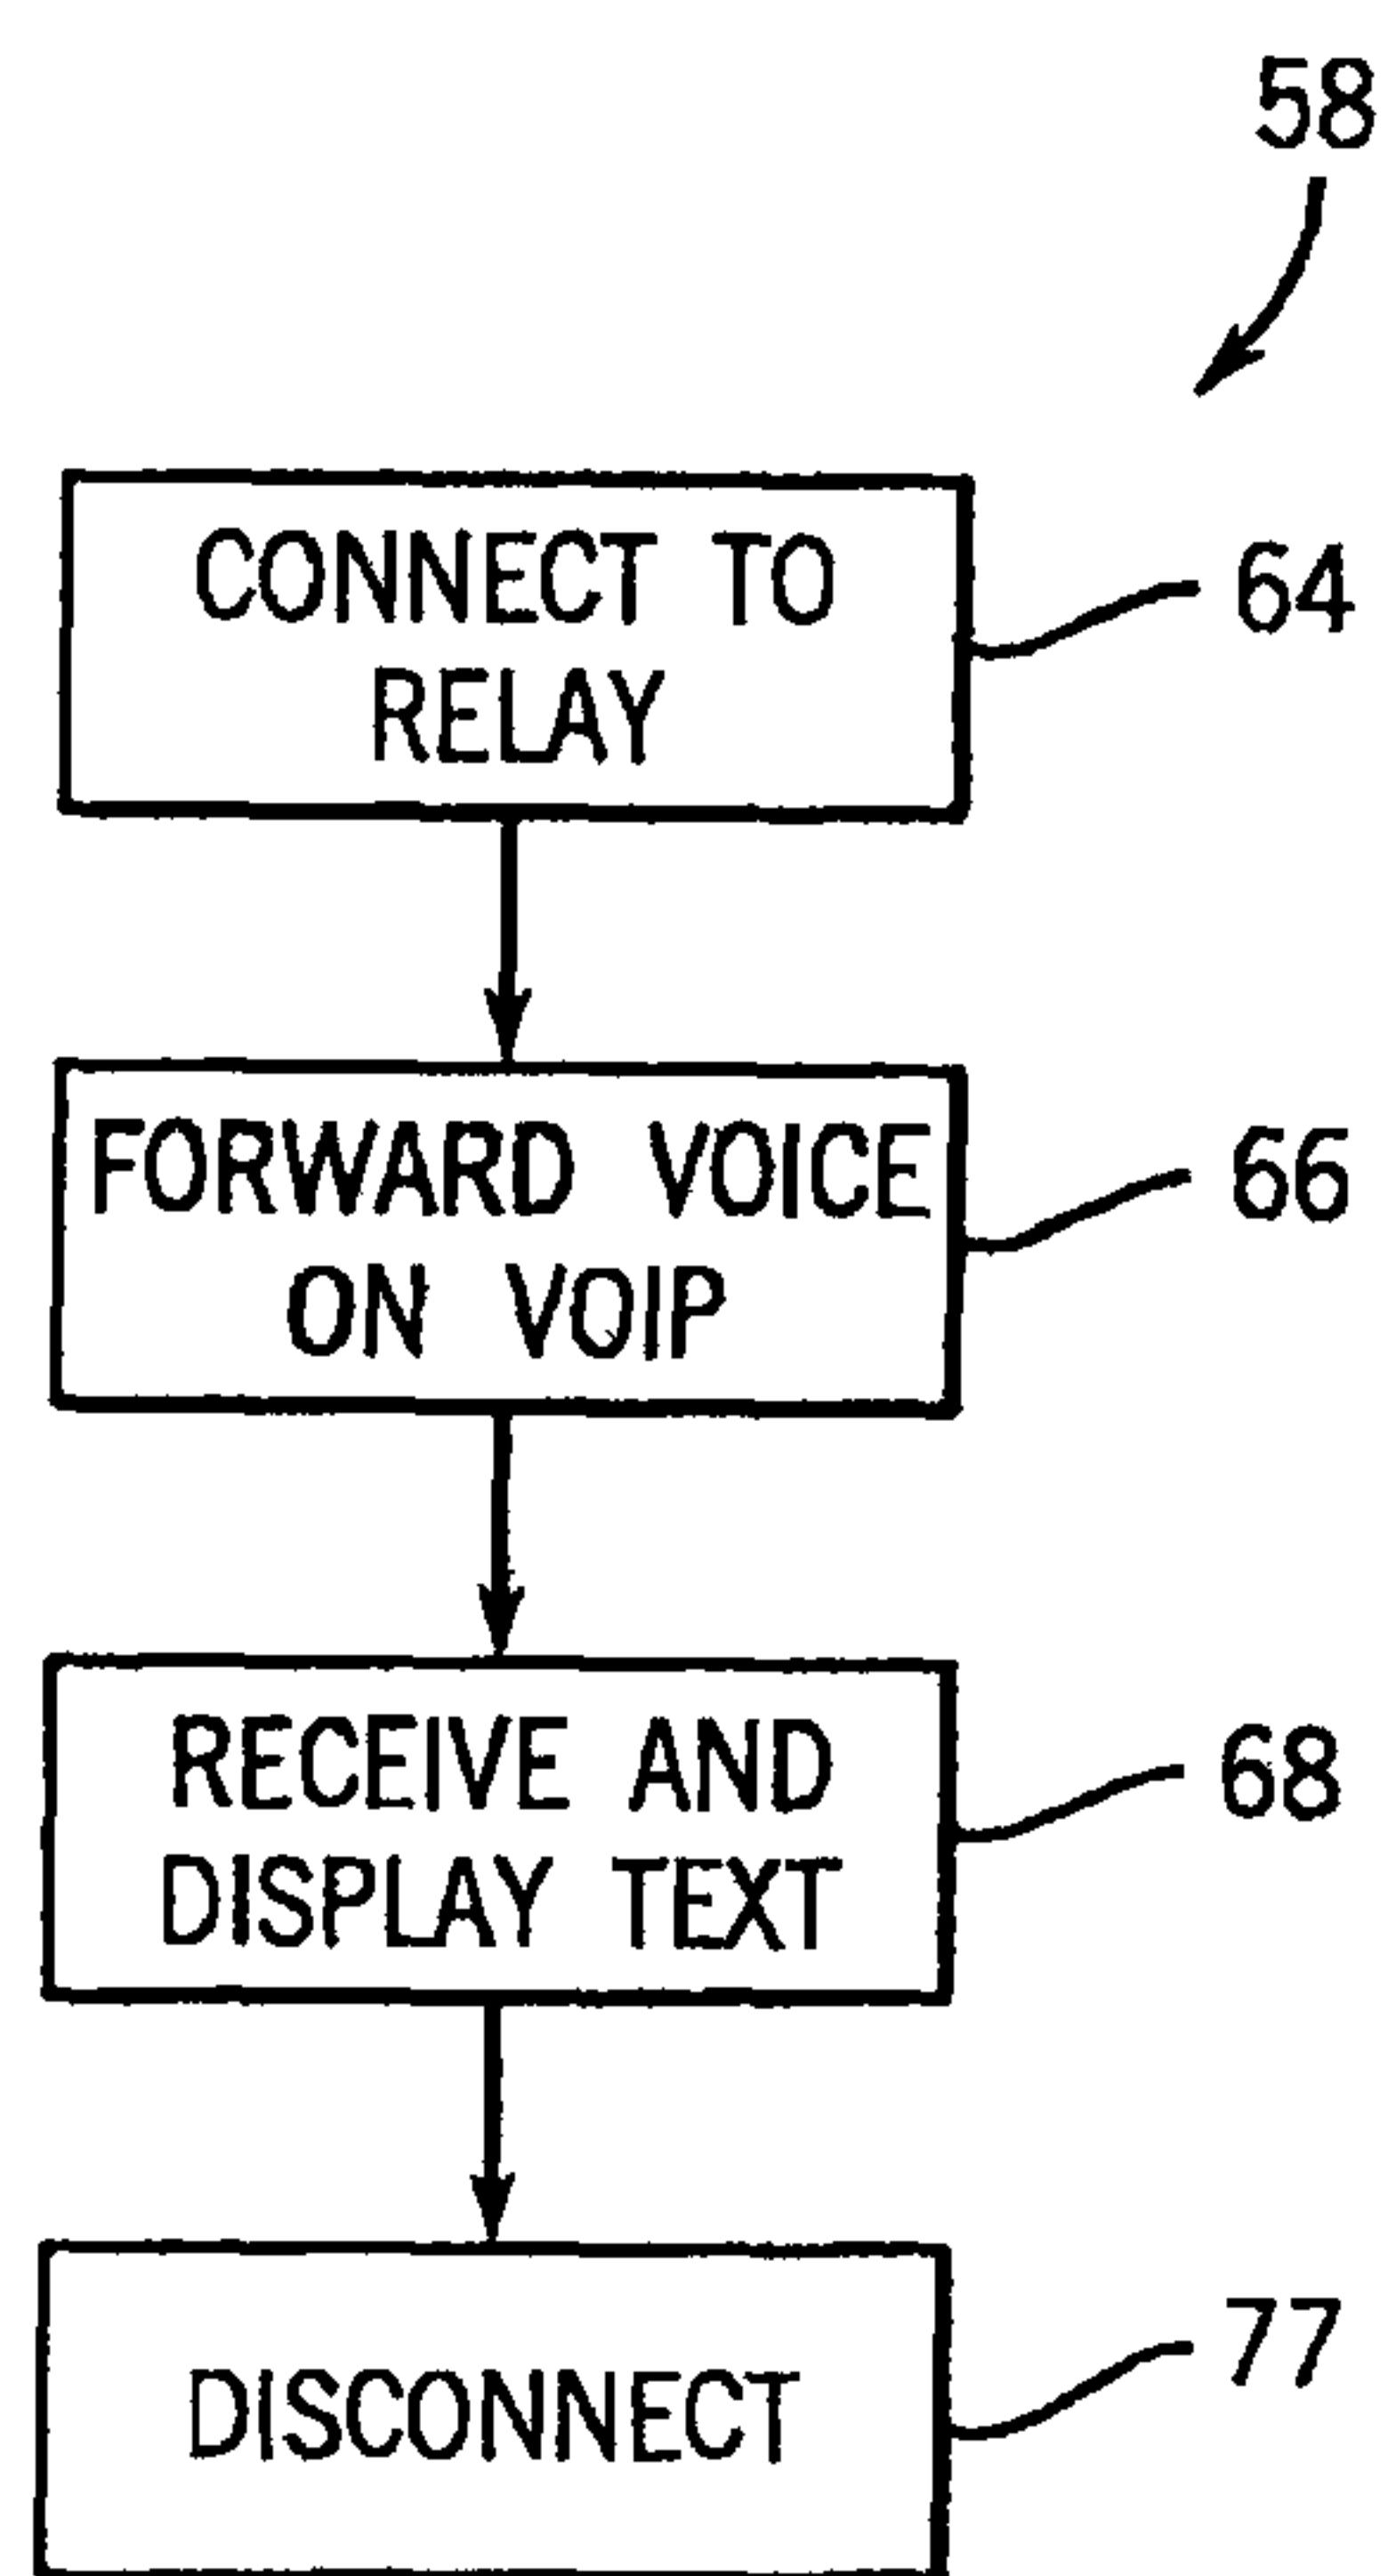 58
CONNECT TO
RELAY
64
FORWARD VOICE
ON VOIP
66
RECEIVE AND
DISPLAY TEXT
68
DISCONNECT
77